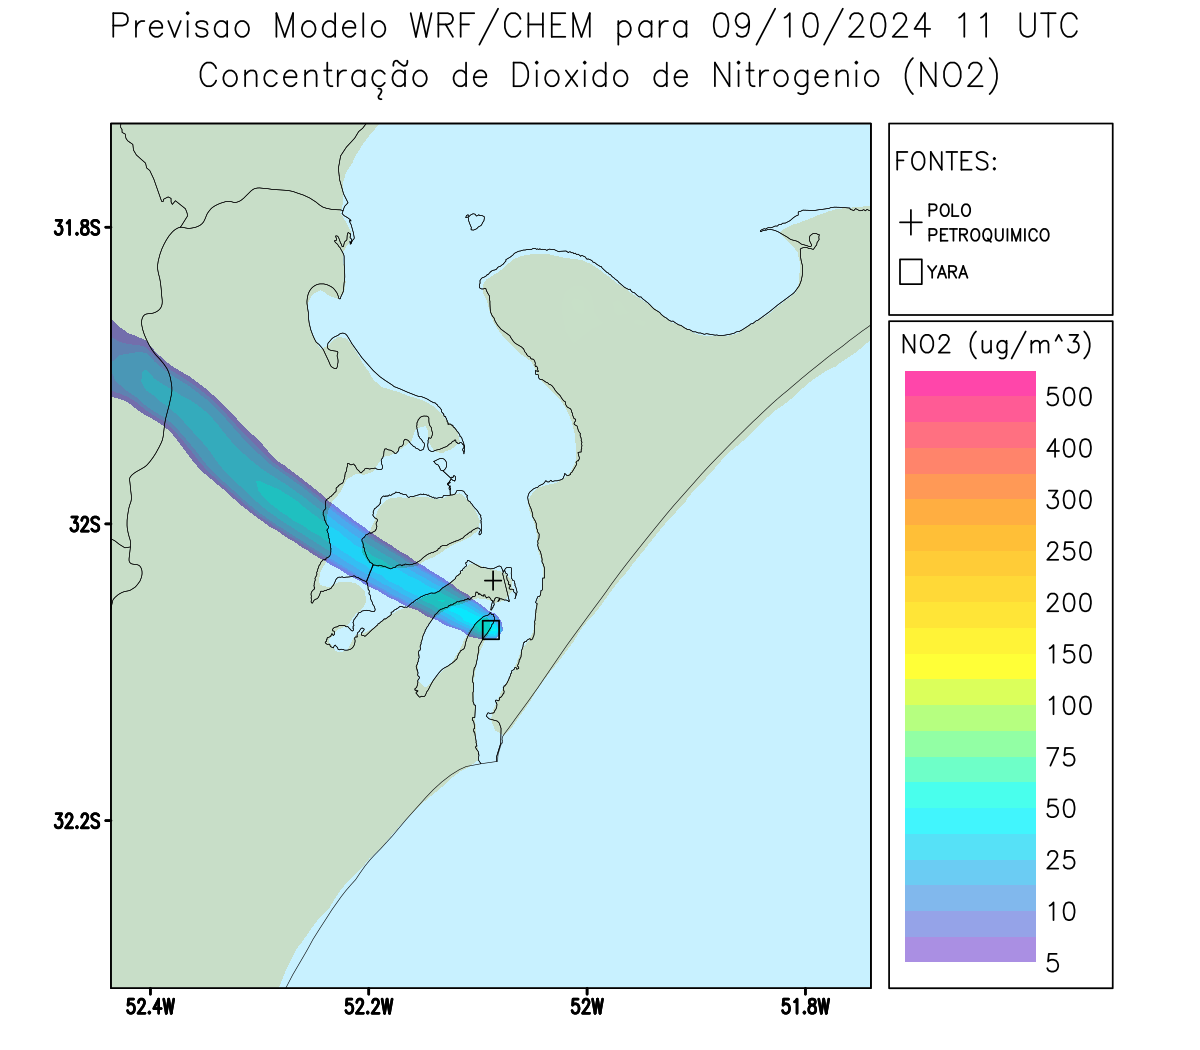 Previsao Modelo WRF/CHEM para 09/10/2024 11 UTC
Concentração de Dioxido de Nitrogenio (NO2)
FONTES:
POLO
PETROQUIMICO
YARA
NO2 (ug/m^3)
500
400
300
250
200
150
100
75
50
25
10
5
31.8S
32S
32.2S
52.4W
52.2W
52W
51.8W